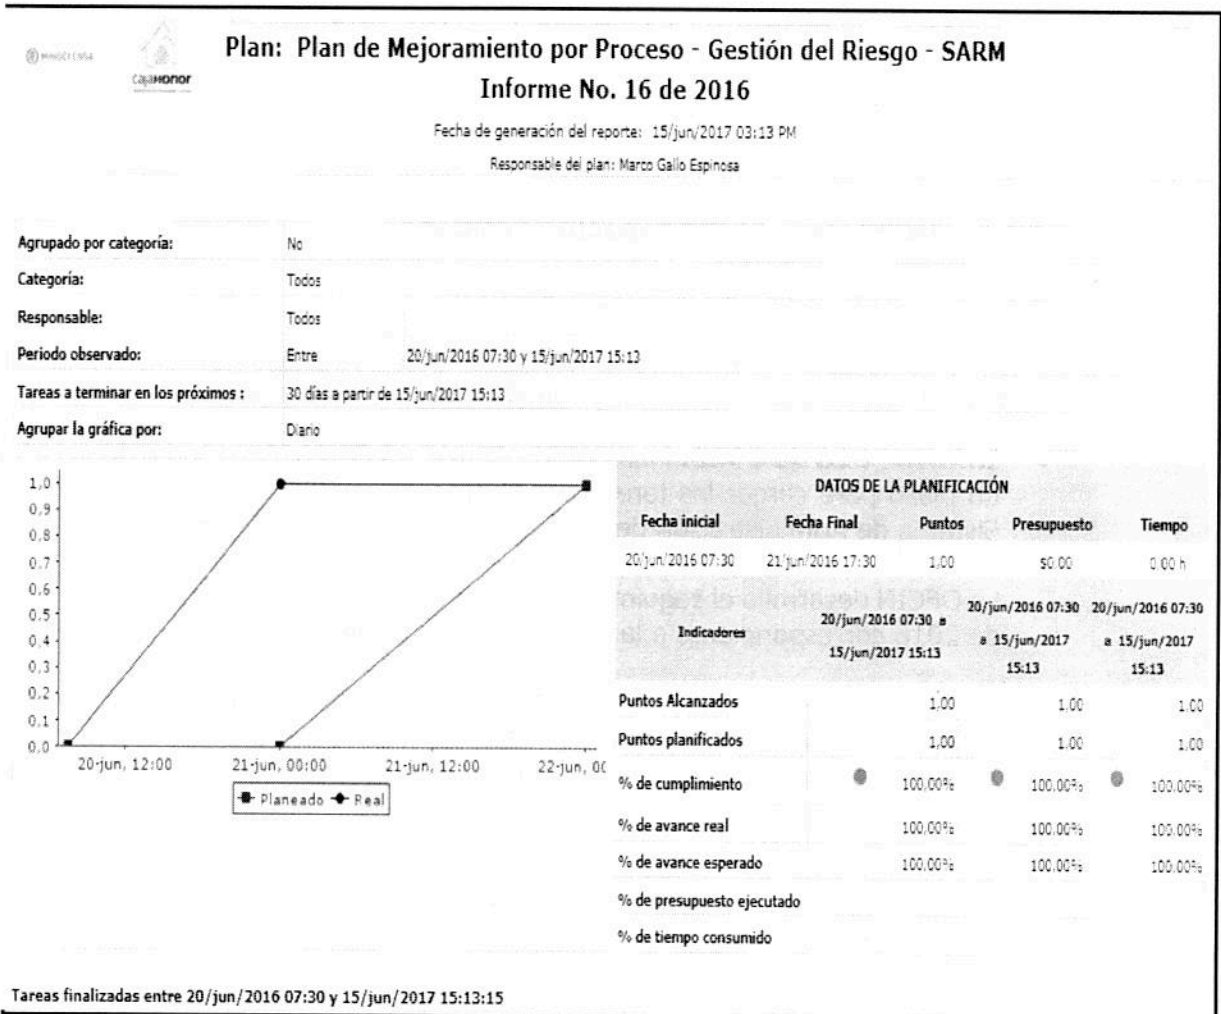 MINDEFENSA
CajaHonor
Plan: Plan de Mejoramiento por Proceso - Gestión del Riesgo - SARM
Informe No. 16 de 2016
Fecha de generación del reporte: 15/jun/2017 03:13 PM
Responsable del plan: Marco Gallo Espinosa
Agrupado por categoría: No
Categoría: Todos
Responsable: Todos
Periodo observado: Entre 20/jun/2016 07:30 y 15/jun/2017 15:13
Tareas a terminar en los próximos : 30 días a partir de 15/jun/2017 15:13
Agrupar la gráfica por: Diario
1,0
0,9
0,8
0,7
0,6
0,5
0,4
0,3
0,2
0,1
0,0
20-jun, 12:00 21-jun, 00:00 21-jun, 12:00 22-jun, 00
Planeado Real
DATOS DE LA PLANIFICACIÓN
Fecha inicial Fecha Final Puntos Presupuesto Tiempo
20/jun/2016 07:30 21/jun/2016 17:30 1,00 $0.00 0.00 h
Indicadores 20/jun/2016 07:30 a 15/jun/2017 15:13 20/jun/2016 07:30 a 15/jun/2017 15:13 20/jun/2016 07:30 a 15/jun/2017 15:13
Puntos Alcanzados 1,00 1,00 1,00
Puntos planificados 1,00 1,00 1,00
% de cumplimiento 100,00% 100,00% 100,00%
% de avance real 100,00% 100,00% 100,00%
% de avance esperado 100,00% 100,00% 100,00%
% de presupuesto ejecutado
% de tiempo consumido
Tareas finalizadas entre 20/jun/2016 07:30 y 15/jun/2017 15:13:15